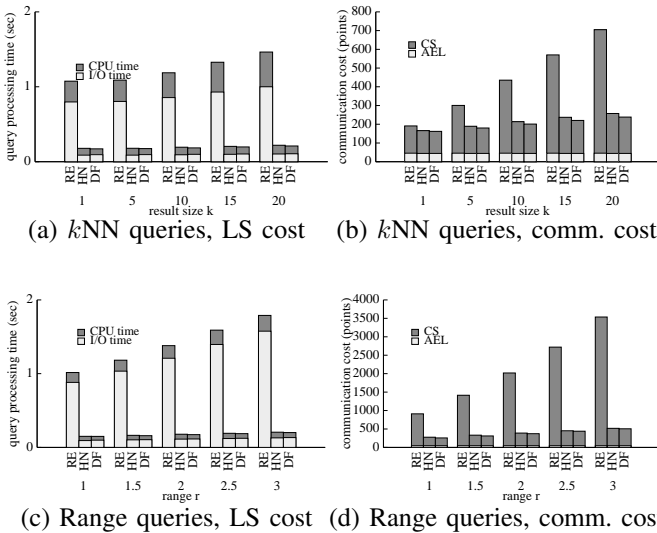 query processing time (sec)
2
1
0
CPU time
I/O time
RE HN DF RE HN DF RE HN DF RE HN DF RE HN DF
1 5 10 15 20
result size k
(a) kNN queries, LS cost
communication cost (points)
800
700
600
500
400
300
200
100
0
CS
AEL
RE HN DF RE HN DF RE HN DF RE HN DF RE HN DF
1 5 10 15 20
result size k
(b) kNN queries, comm. cost
query processing time (sec)
2
1
0
CPU time
I/O time
RE HN DF RE HN DF RE HN DF RE HN DF RE HN DF
1 1.5 2 2.5 3
range r
(c) Range queries, LS cost
communication cost (points)
4000
3500
3000
2500
2000
1500
1000
500
0
CS
AEL
RE HN DF RE HN DF RE HN DF RE HN DF RE HN DF
1 1.5 2 2.5 3
range r
(d) Range queries, comm. cos